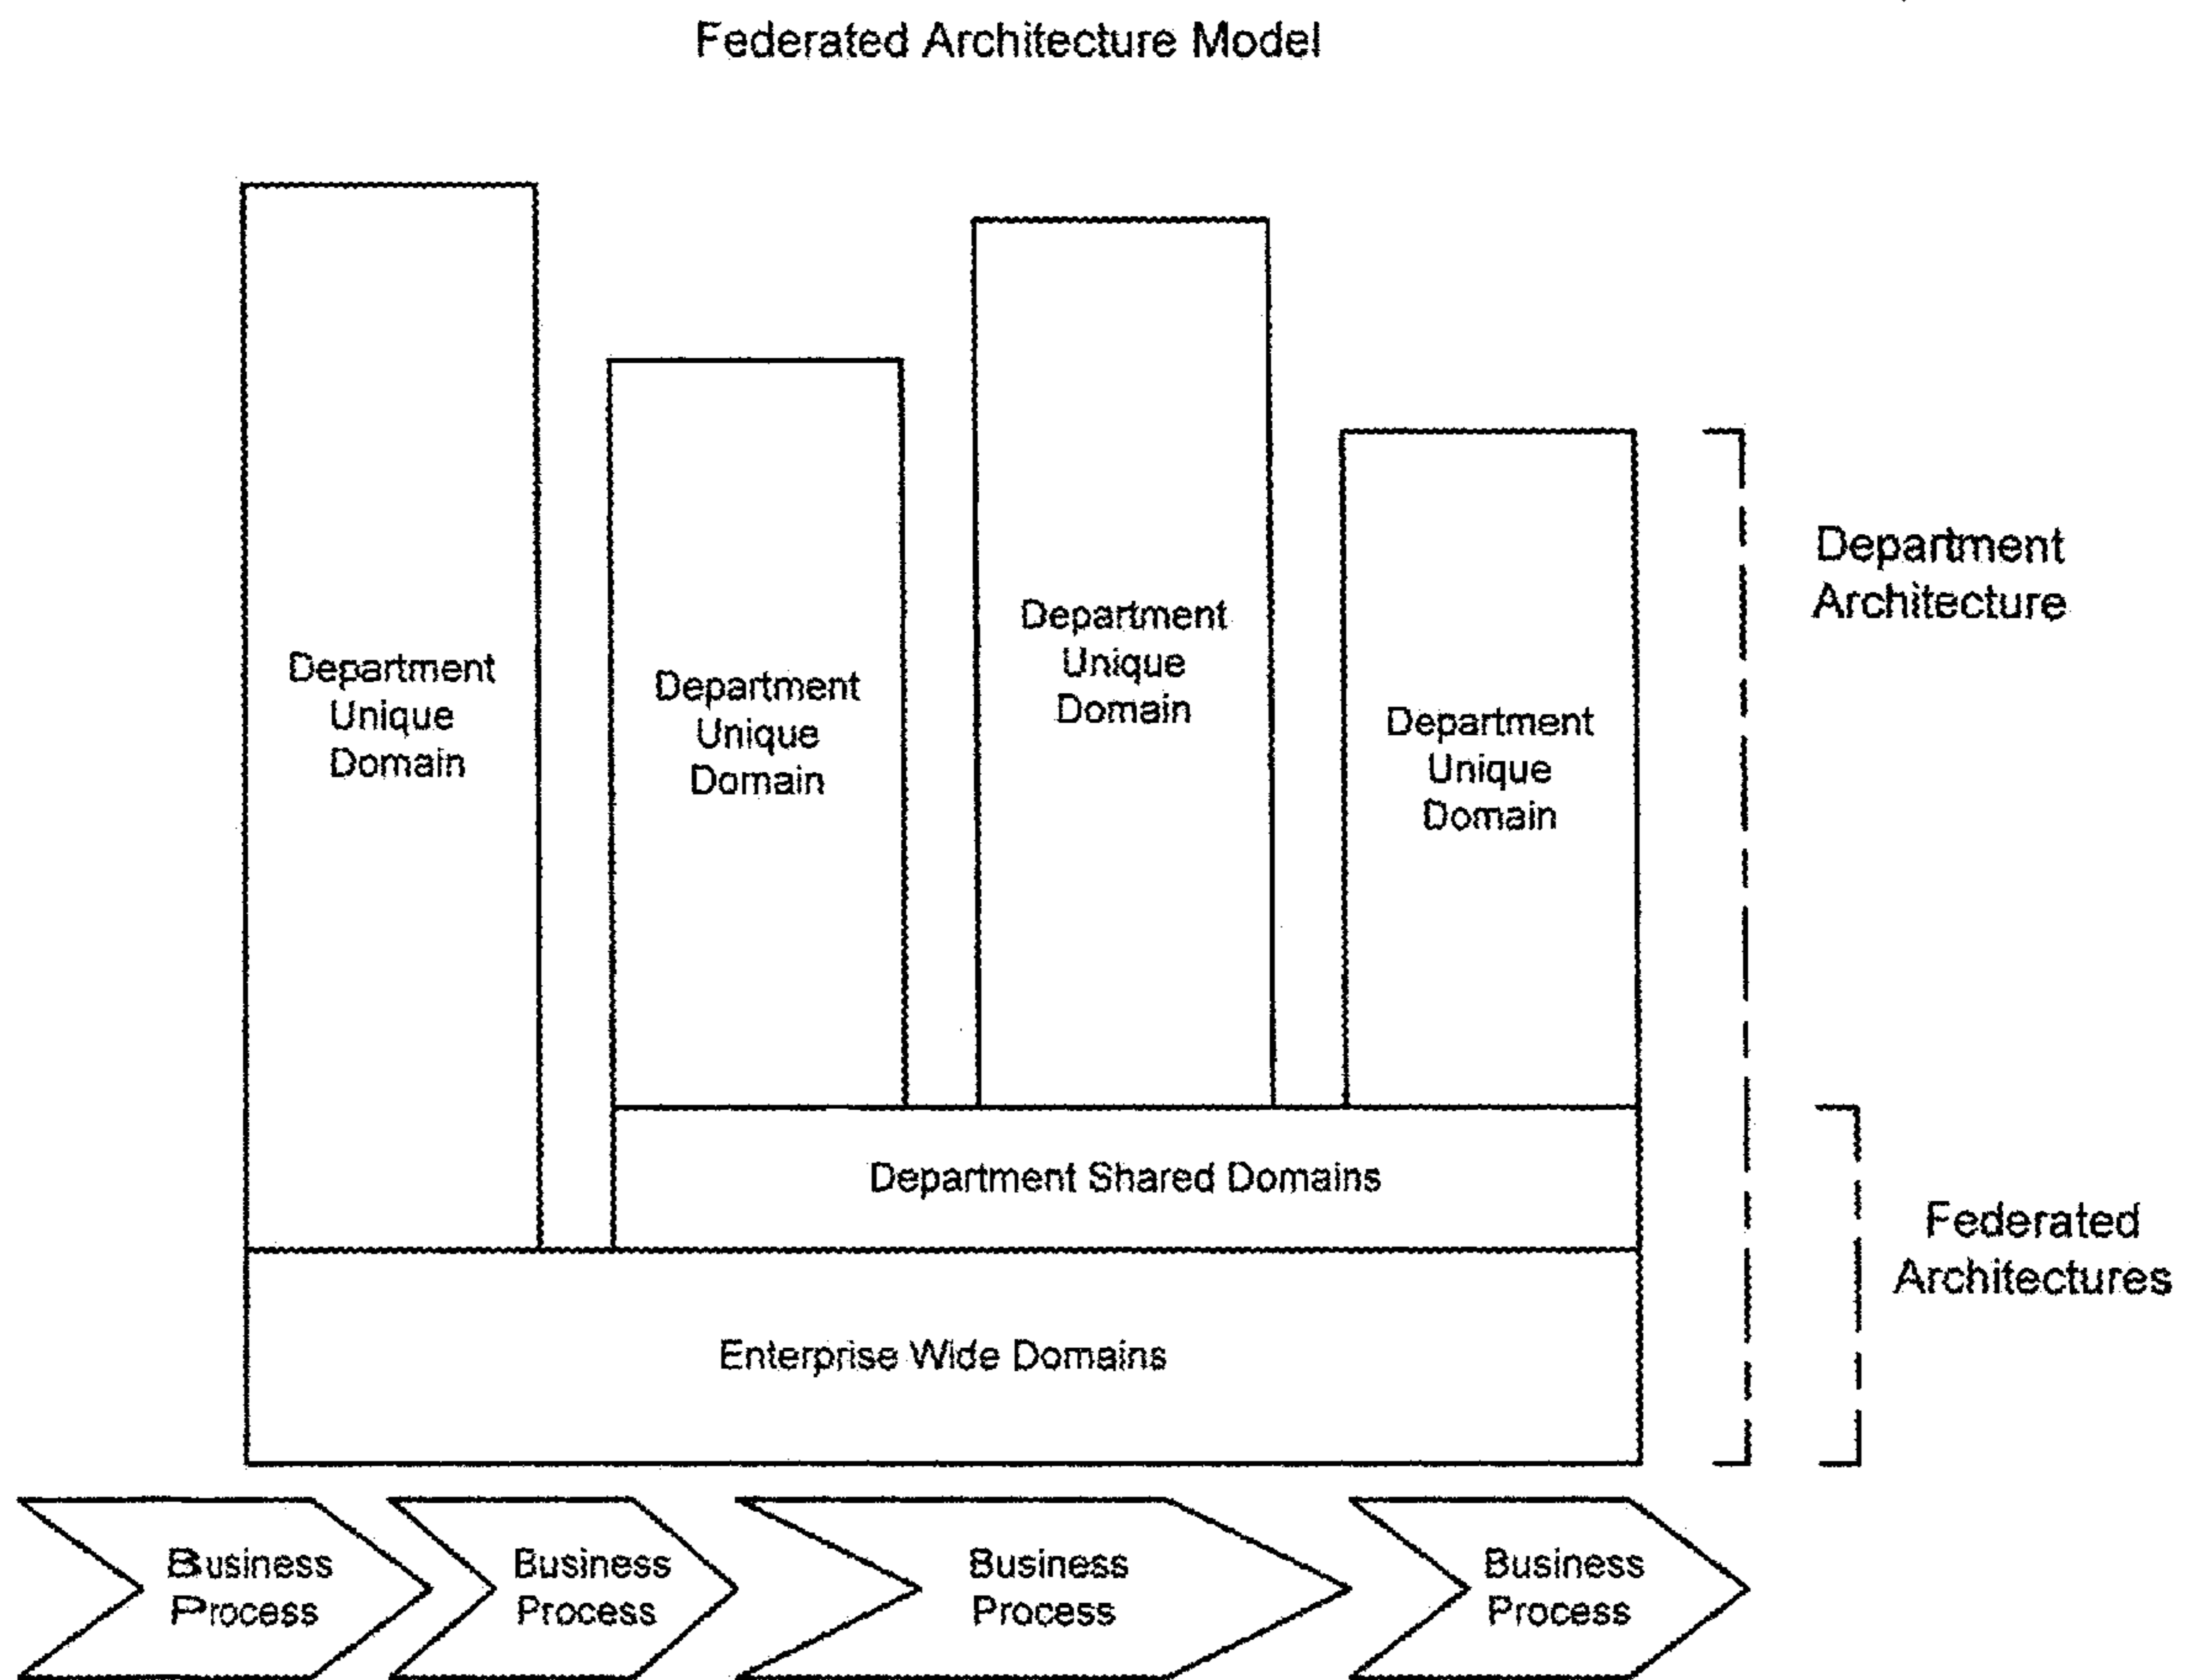 Federated Architecture Model
Department
Unique
Domain
Department
Unique
Domain
Department
Unique
Domain
Department
Unique
Domain
Department
Architecture
Department Shared Domains
Federated
Architectures
Enterprise Wide Domains
Business
Process
Business
Process
Business
Process
Business
Process